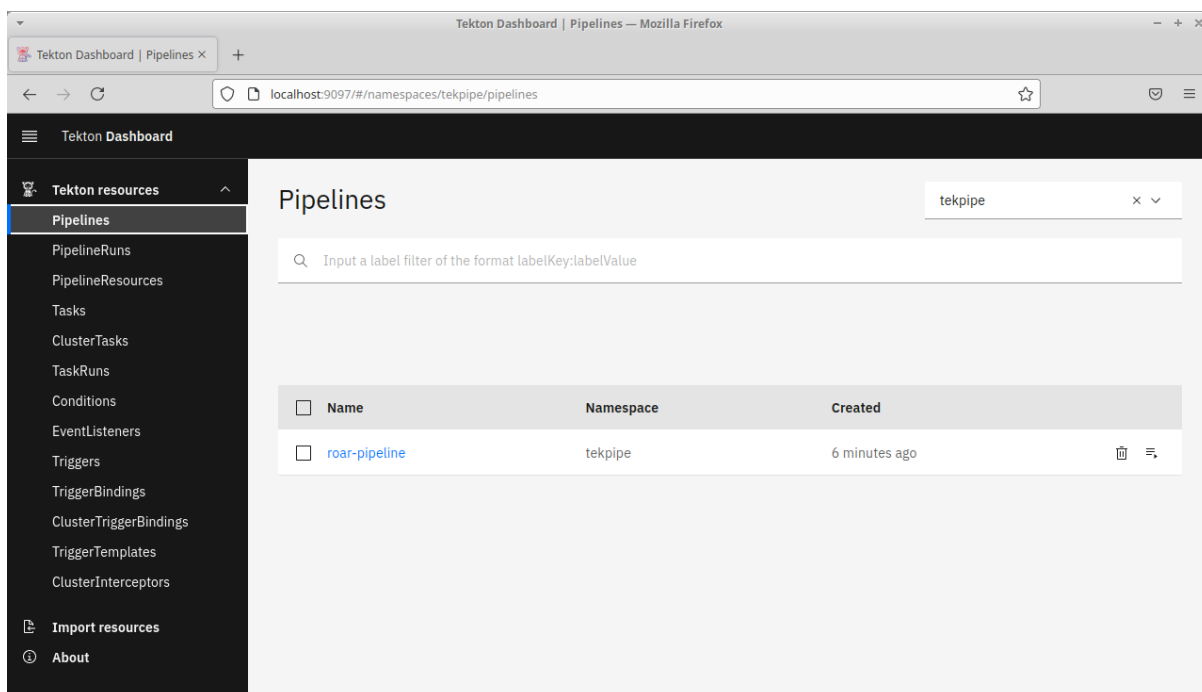 Tekton Dashboard | Pipelines — Mozilla Firefox
Tekton Dashboard | Pipelines
localhost:9097/#/namespaces/tekpipe/pipelines
Tekton Dashboard
Tekton resources
Pipelines
PipelineRuns
PipelineResources
Tasks
ClusterTasks
TaskRuns
Conditions
EventListeners
Triggers
TriggerBindings
ClusterTriggerBindings
TriggerTemplates
ClusterInterceptors
Import resources
About
Pipelines
tekpipe
Input a label filter of the format labelKey:labelValue
Name Namespace Created
roar-pipeline tekpipe 6 minutes ago